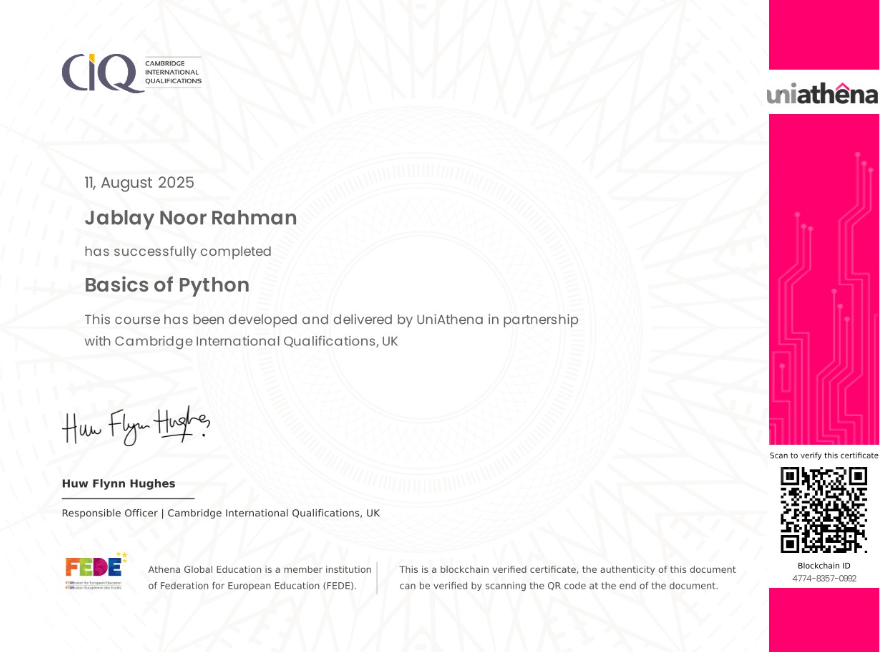 CIQ
CAMBRIDGE
INTERNATIONAL
QUALIFICATIONS
uniathêna
11, August 2025
Jablay Noor Rahman
has successfully completed
Basics of Python
This course has been developed and delivered by UniAthena in partnership
with Cambridge International Qualifications, UK
Huw Flynn Hughes
Huw Flynn Hughes
Responsible Officer | Cambridge International Qualifications, UK
Scan to verify this certificate
Blockchain ID
4774-8357-0992
FEDE
Athena Global Education is a member institution
of Federation for European Education (FEDE).
This is a blockchain verified certificate, the authenticity of this document
can be verified by scanning the QR code at the end of the document.